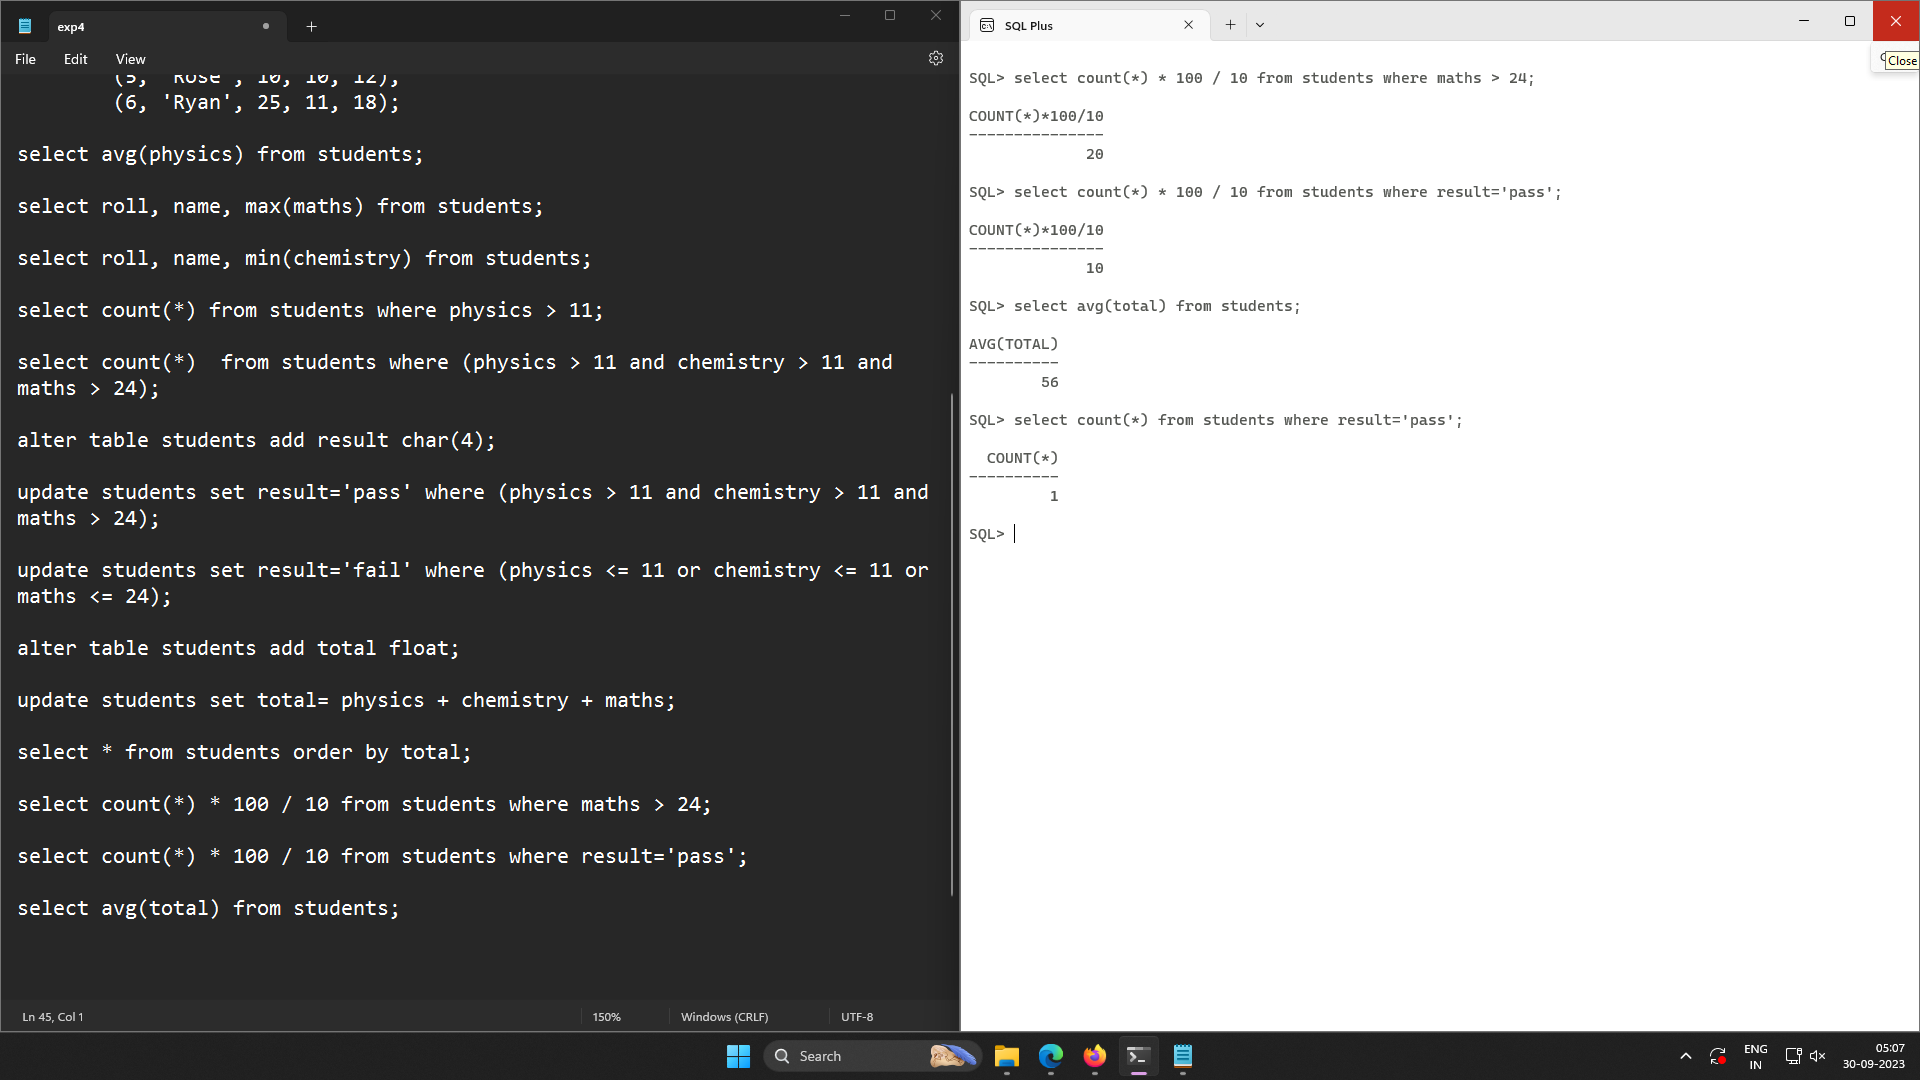 exp4
File Edit View
(5, 'Rose', 10, 10, 12),
(6, 'Ryan', 25, 11, 18);
select avg(physics) from students;
select roll, name, max(maths) from students;
select roll, name, min(chemistry) from students;
select count(*) from students where physics > 11;
select count(*)  from students where (physics > 11 and chemistry > 11 and
maths > 24);
alter table students add result char(4);
update students set result='pass' where (physics > 11 and chemistry > 11 and
maths > 24);
update students set result='fail' where (physics <= 11 or chemistry <= 11 or
maths <= 24);
alter table students add total float;
update students set total= physics + chemistry + maths;
select * from students order by total;
select count(*) * 100 / 10 from students where maths > 24;
select count(*) * 100 / 10 from students where result='pass';
select avg(total) from students;
Ln 45, Col 1 150% Windows (CRLF) UTF-8
SQL Plus
Close
SQL> select count(*) * 100 / 10 from students where maths > 24;
COUNT(*)*100/10
---------------
20
SQL> select count(*) * 100 / 10 from students where result='pass';
COUNT(*)*100/10
---------------
10
SQL> select avg(total) from students;
AVG(TOTAL)
----------
56
SQL> select count(*) from students where result='pass';
COUNT(*)
----------
1
SQL>
Search
ENG
IN
05:07
30-09-2023